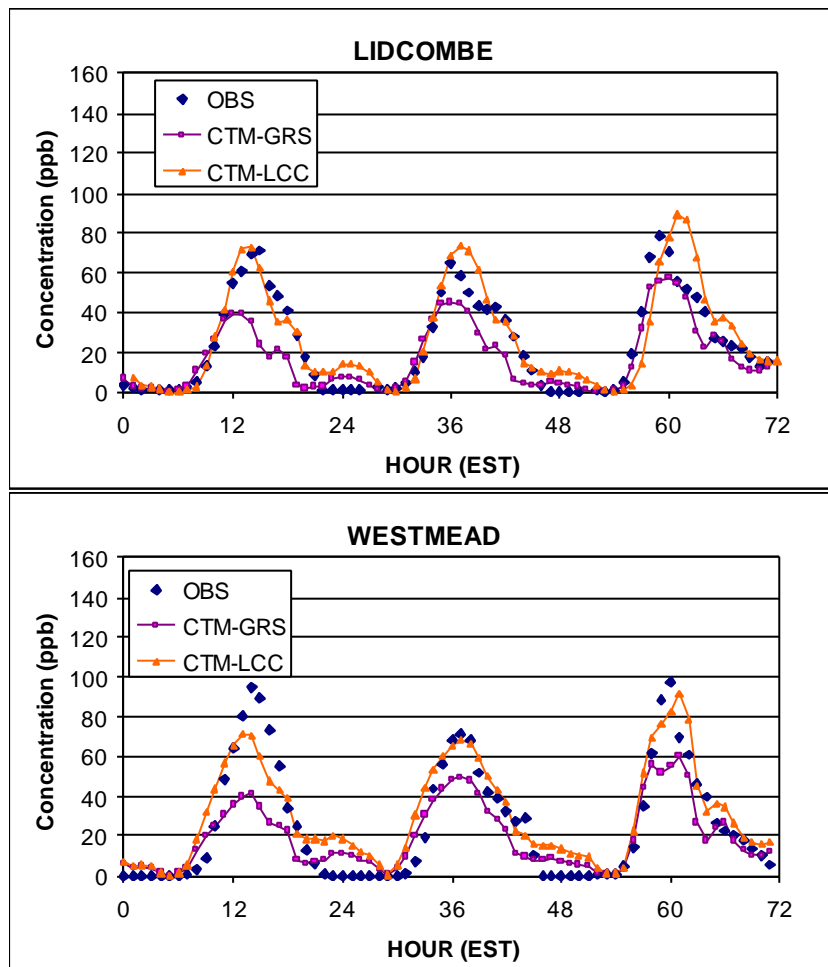 LIDCOMBE
160
140
120
100
80
60
40
20
0
Concentration (ppb)
OBS
CTM-GRS
CTM-LCC
0 12 24 36 48 60 72
HOUR (EST)
WESTMEAD
160
140
120
100
80
60
40
20
0
Concentration (ppb)
OBS
CTM-GRS
CTM-LCC
0 12 24 36 48 60 72
HOUR (EST)